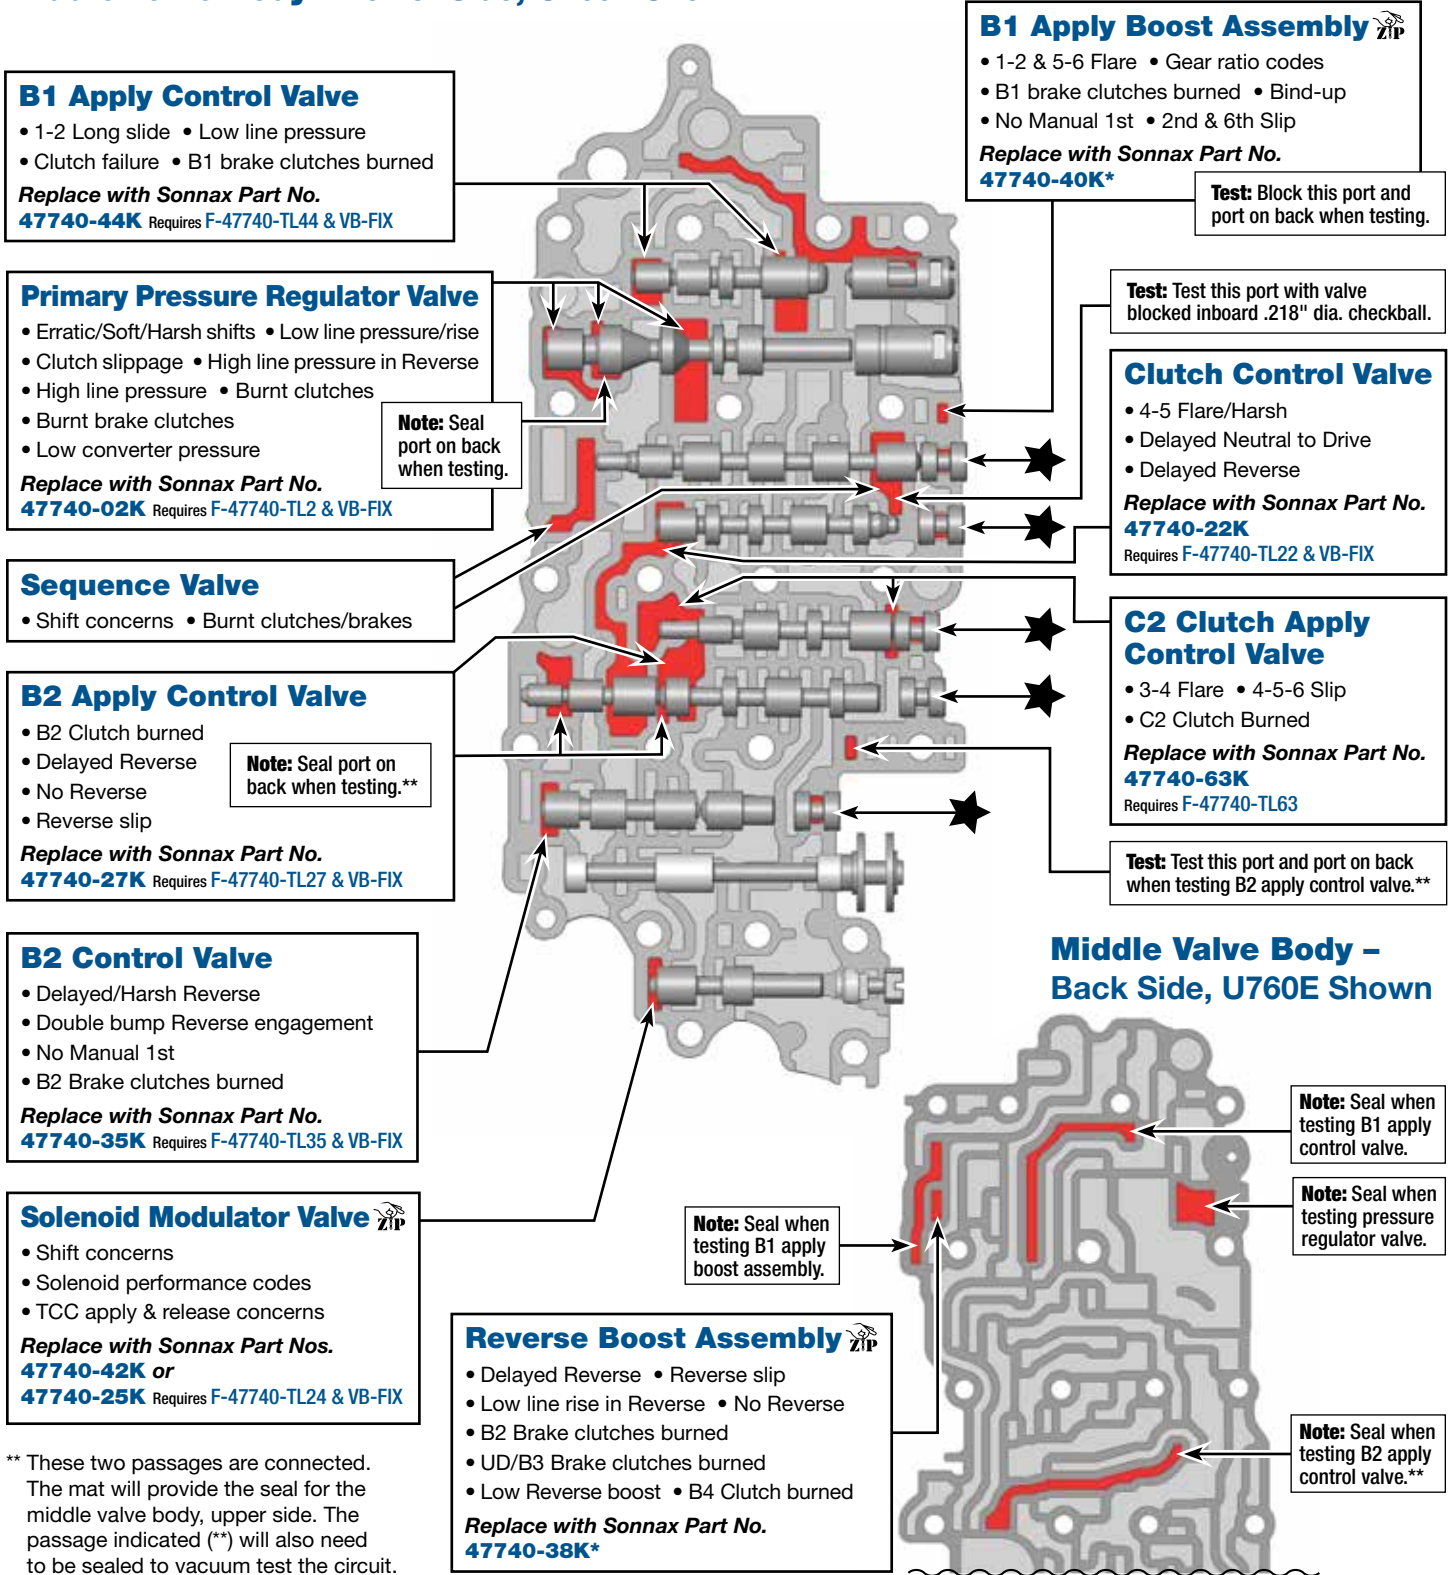 B1 Apply Control Valve
• 1-2 Long slide • Low line pressure
• Clutch failure • B1 brake clutches burned
Replace with Sonnax Part No.
47740-44K Requires F-47740-TL44 & VB-FIX
Primary Pressure Regulator Valve
• Erratic/Soft/Harsh shifts • Low line pressure/rise
• Clutch slippage • High line pressure in Reverse
• High line pressure • Burnt clutches
• Burnt brake clutches
• Low converter pressure
Replace with Sonnax Part No.
47740-02K Requires F-47740-TL2 & VB-FIX
Note: Seal
port on back
when testing.
Sequence Valve
• Shift concerns • Burnt clutches/brakes
B2 Apply Control Valve
• B2 Clutch burned
• Delayed Reverse
• No Reverse
• Reverse slip
Replace with Sonnax Part No.
47740-27K Requires F-47740-TL27 & VB-FIX
Note: Seal port on
back when testing.**
B2 Control Valve
• Delayed/Harsh Reverse
• Double bump Reverse engagement
• No Manual 1st
• B2 Brake clutches burned
Replace with Sonnax Part No.
47740-35K Requires F-47740-TL35 & VB-FIX
Solenoid Modulator Valve ZIP
• Shift concerns
• Solenoid performance codes
• TCC apply & release concerns
Replace with Sonnax Part Nos.
47740-42K or
47740-25K Requires F-47740-TL24 & VB-FIX
** These two passages are connected.
The mat will provide the seal for the
middle valve body, upper side. The
passage indicated (**) will also need
to be sealed to vacuum test the circuit.
B1 Apply Boost Assembly ZIP
• 1-2 & 5-6 Flare • Gear ratio codes
• B1 brake clutches burned • Bind-up
• No Manual 1st • 2nd & 6th Slip
Replace with Sonnax Part No.
47740-40K*
Test: Block this port and
port on back when testing.
Test: Test this port with valve
blocked inboard .218" dia. checkball.
Clutch Control Valve
• 4-5 Flare/Harsh
• Delayed Neutral to Drive
• Delayed Reverse
Replace with Sonnax Part No.
47740-22K
Requires F-47740-TL22 & VB-FIX
C2 Clutch Apply
Control Valve
• 3-4 Flare • 4-5-6 Slip
• C2 Clutch Burned
Replace with Sonnax Part No.
47740-63K
Requires F-47740-TL63
Test: Test this port and port on back
when testing B2 apply control valve.**
Middle Valve Body –
Back Side, U760E Shown
Note: Seal when
testing B1 apply
control valve.
Note: Seal when
testing pressure
regulator valve.
Note: Seal when
testing B1 apply
boost assembly.
Reverse Boost Assembly ZIP
• Delayed Reverse • Reverse slip
• Low line rise in Reverse • No Reverse
• B2 Brake clutches burned
• UD/B3 Brake clutches burned
• Low Reverse boost • B4 Clutch burned
Replace with Sonnax Part No.
47740-38K*
Note: Seal when
testing B2 apply
control valve.**